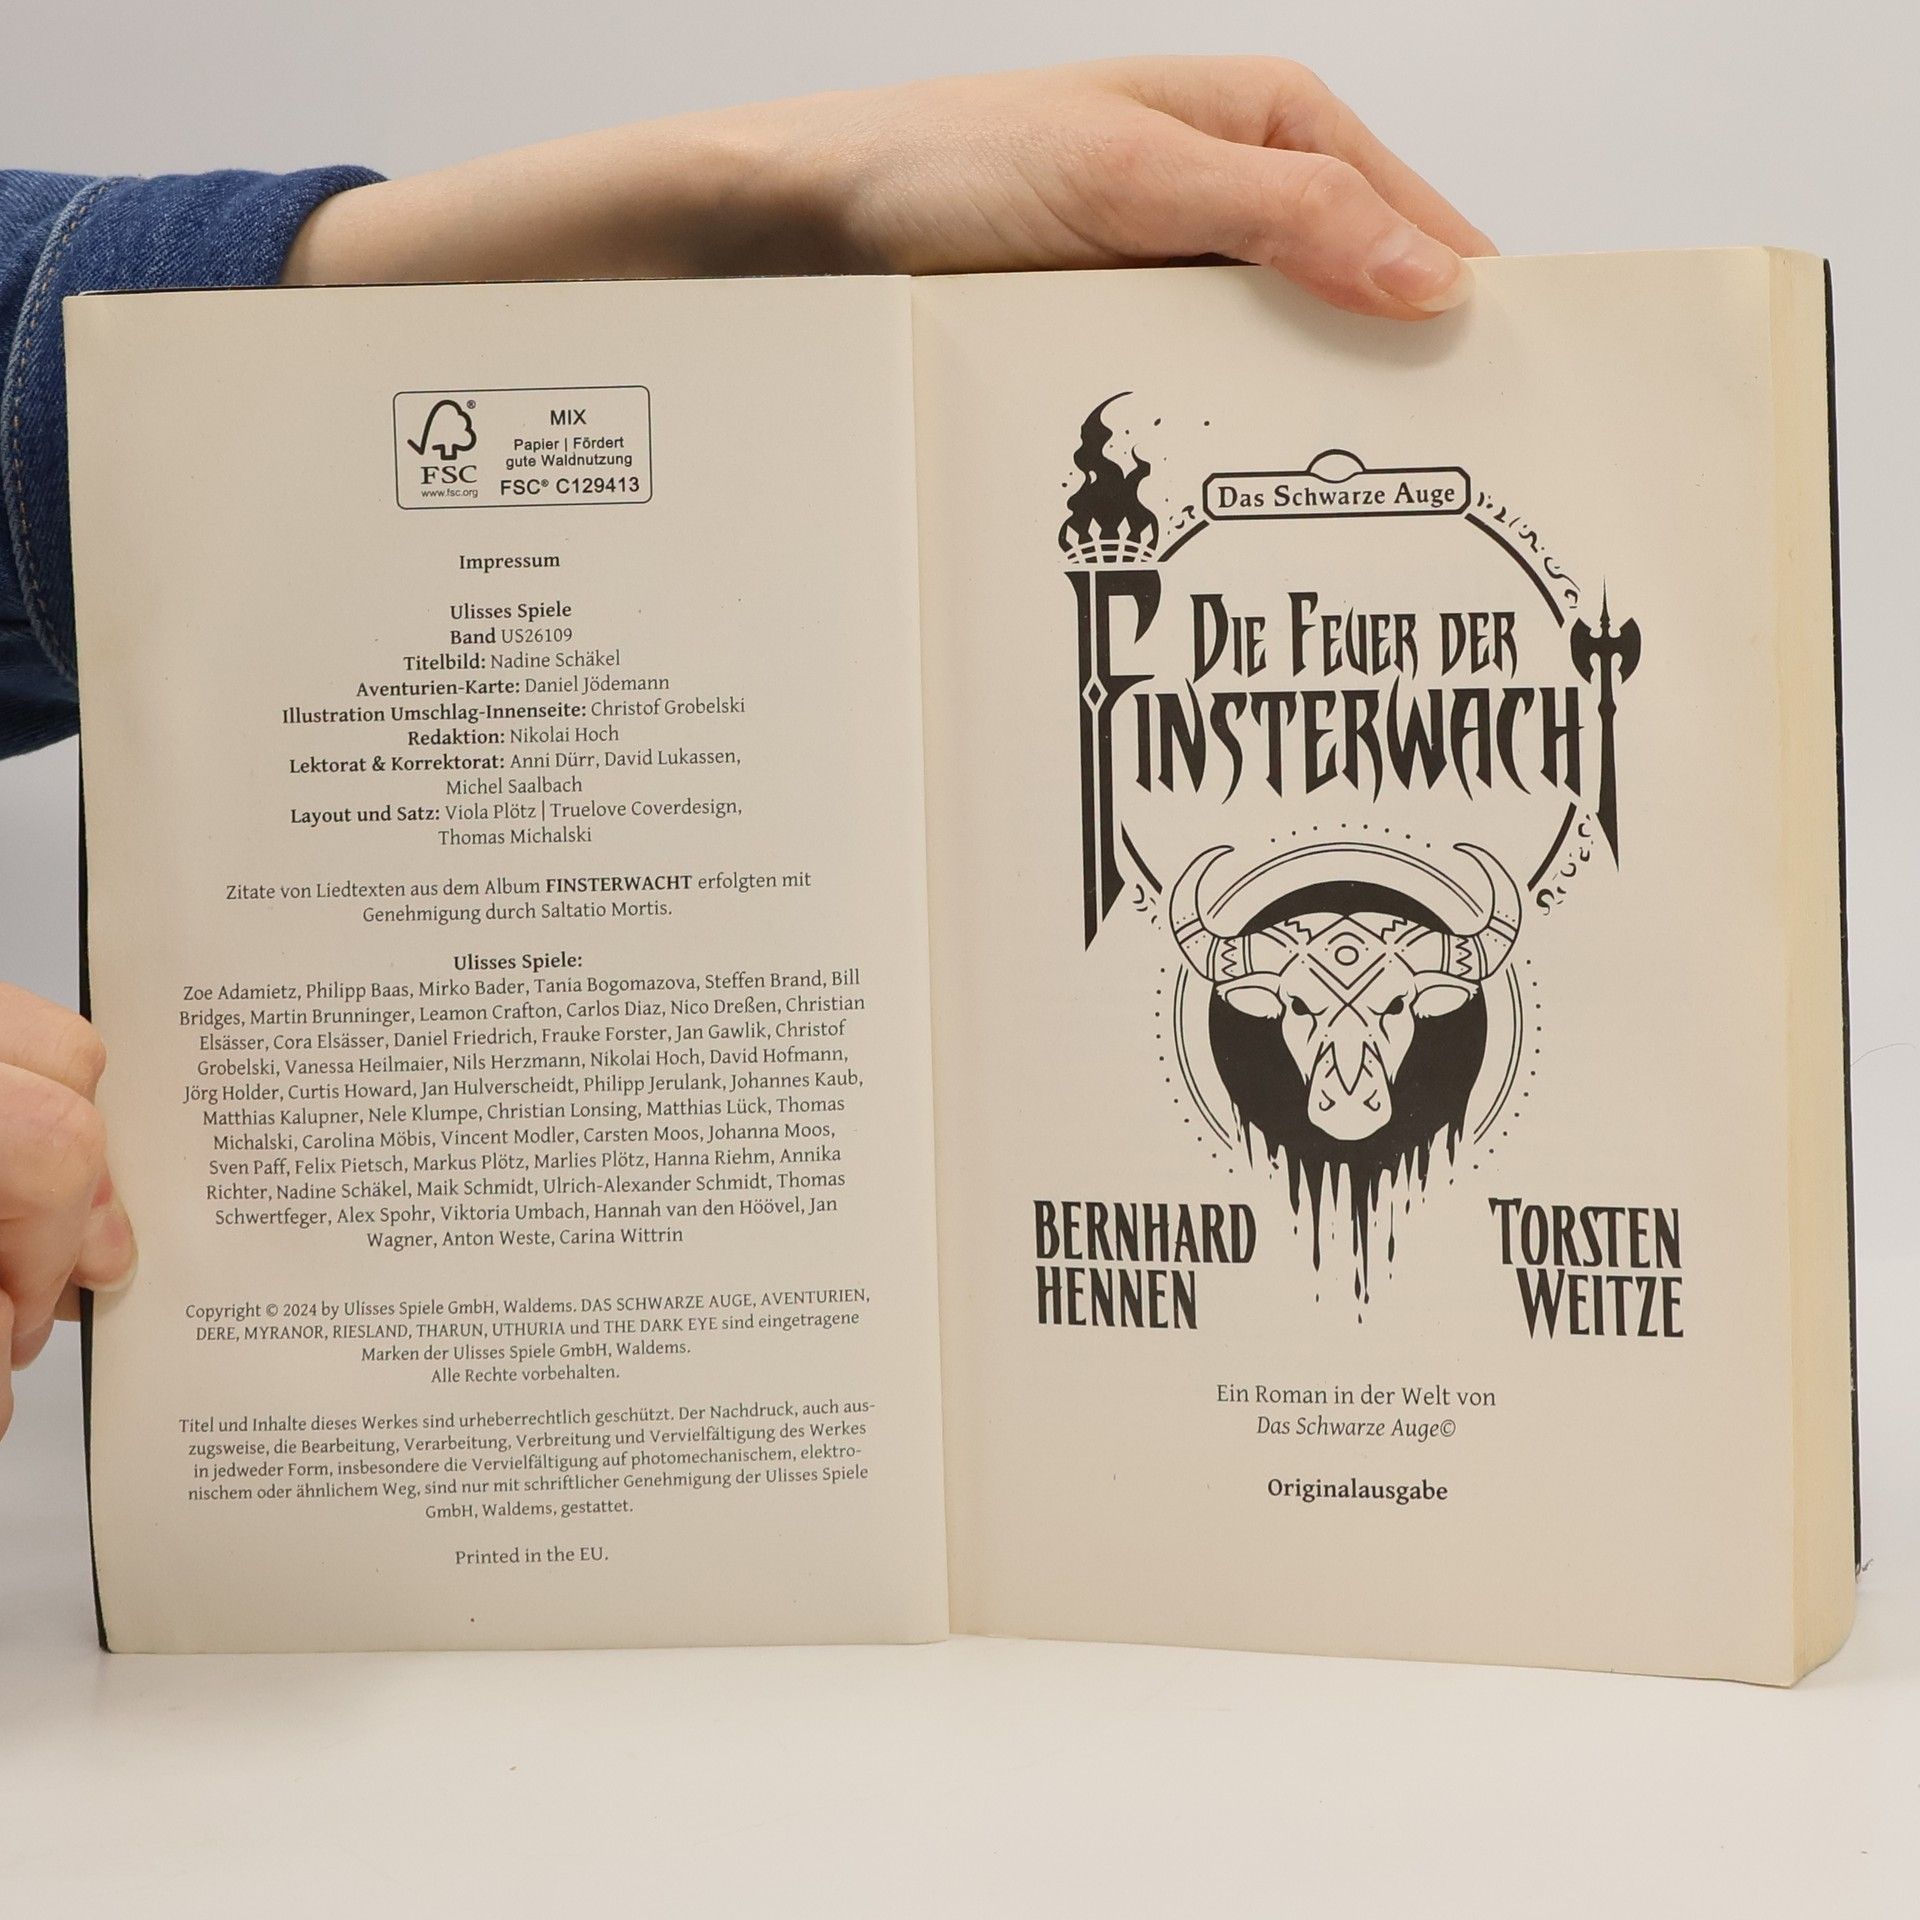 FSC
www.fsc.org
MIX
Papier | Fördert
gute Waldnutzung
FSC® C129413
Impressum
Ulisses Spiele
Band US26109
Titelbild: Nadine Schäkel
Aventurien-Karte: Daniel Jödemann
Illustration Umschlag-Innenseite: Christof Grobelski
Redaktion: Nikolai Hoch
Lektorat & Korrektorat: Anni Dürr, David Lukassen,
Michel Saalbach
Layout und Satz: Viola Plötz | Truelove Coverdesign,
Thomas Michalski
Zitate von Liedtexten aus dem Album FINSTERWACHT erfolgten mit
Genehmigung durch Saltatio Mortis.
Ulisses Spiele:
Zoe Adamietz, Philipp Baas, Mirko Bader, Tania Bogomazova, Steffen Brand, Bill
Bridges, Martin Brunninger, Leamon Crafton, Carlos Diaz, Nico Dreßen, Christian
Elsässer, Cora Elsässer, Daniel Friedrich, Frauke Forster, Jan Gawlik, Christof
Grobelski, Vanessa Heilmaier, Nils Herzmann, Nikolai Hoch, David Hofmann,
Jörg Holder, Curtis Howard, Jan Hulverscheidt, Philipp Jerulank, Johannes Kaub,
Matthias Kalupner, Nele Klumpe, Christian Lonsing, Matthias Lück, Thomas
Michalski, Carolina Möbis, Vincent Modler, Carsten Moos, Johanna Moos,
Sven Paff, Felix Pietsch, Markus Plötz, Marlies Plötz, Hanna Riehm, Annika
Richter, Nadine Schäkel, Maik Schmidt, Ulrich-Alexander Schmidt, Thomas
Schwertfeger, Alex Spohr, Viktoria Umbach, Hannah van den Höövel, Jan
Wagner, Anton Weste, Carina Wittrin
Copyright © 2024 by Ulisses Spiele GmbH, Waldems. DAS SCHWARZE AUGE, AVENTURIEN,
DERE, MYRANOR, RIESLAND, THARUN, UTHURIA und THE DARK EYE sind eingetragene
Marken der Ulisses Spiele GmbH, Waldems.
Alle Rechte vorbehalten.
Titel und Inhalte dieses Werkes sind urheberrechtlich geschützt. Der Nachdruck, auch aus-
zugsweise, die Bearbeitung, Verarbeitung, Verbreitung und Vervielfältigung des Werkes
in jedweder Form, insbesondere die Vervielfältigung auf photomechanischem, elektro-
nischem oder ähnlichem Weg, sind nur mit schriftlicher Genehmigung der Ulisses Spiele
GmbH, Waldems, gestattet.
Printed in the EU.
Das Schwarze Auge
DIE FEUER DER
FINSTERWACHT
BERNHARD
HENNEN
TORSTEN
WEITZE
Ein Roman in der Welt von
Das Schwarze Auge©
Originalausgabe